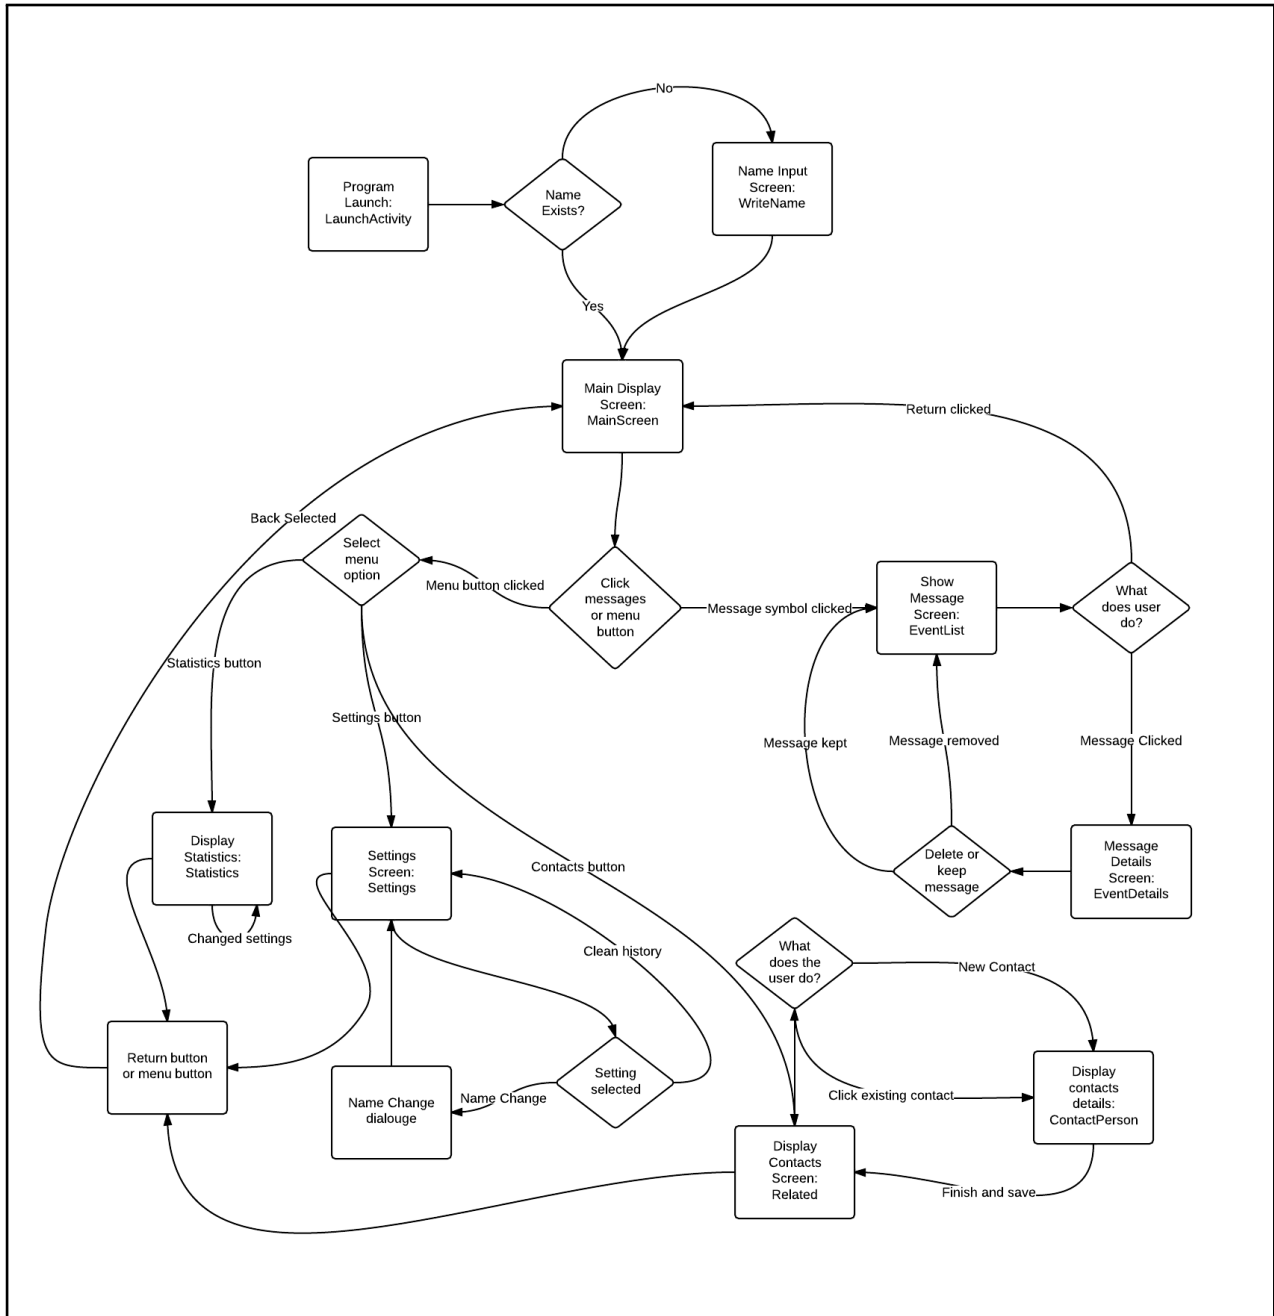 No
Program
Launch:
LaunchActivity
Name
Exists?
Name Input
Screen:
WriteName
Yes
Main Display
Screen:
MainScreen
Return clicked
Back Selected
Select
menu
option
Menu button clicked
Click
messages
or menu
button
Message symbol clicked
Show
Message
Screen:
EventList
What
does user
do?
Statistics button
Settings button
Message kept
Message removed
Message Clicked
Display
Statistics:
Statistics
Changed settings
Settings
Screen:
Settings
Contacts button
Delete or
keep
message
Message
Details
Screen:
EventDetails
Clean history
What
does the
user do?
New Contact
Return button
or menu button
Name Change
dialouge
Name Change
Setting
selected
Click existing contact
Display
contacts
details:
ContactPerson
Display
Contacts
Screen:
Related
Finish and save